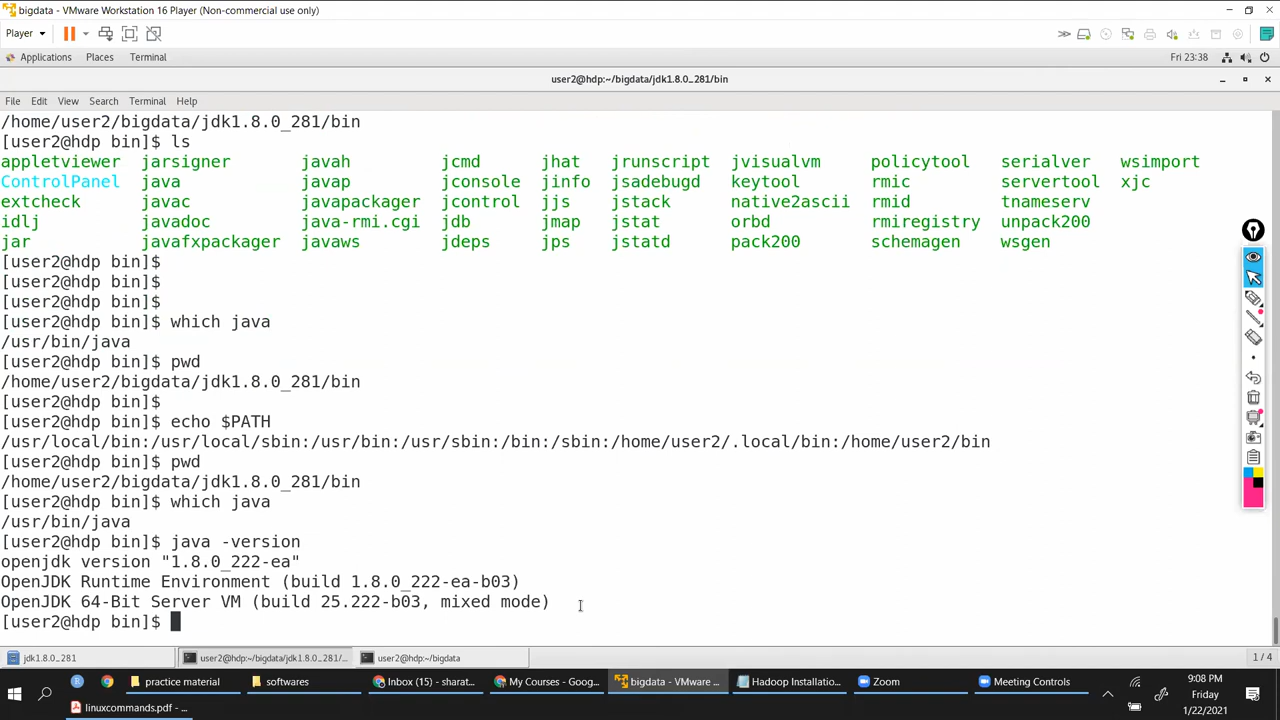 bigdata - VMware Workstation 16 Player (Non-commercial use only)
Player
Applications Places Terminal Fri 23:38
user2@hdp:~/bigdata/jdk1.8.0_281/bin
File Edit View Search Terminal Help
/home/user2/bigdata/jdk1.8.0_281/bin
[user2@hdp bin]$ ls
appletviewer jarsigner javah jcmd jhat jrunscript jvisualvm policytool serialver wsimport
ControlPanel java javap jconsole jinfo jsadebugd keytool rmic servertool xjc
extcheck javac javapackager jcontrol jjs jstack native2ascii rmid tnameserv
idlj javadoc java-rmi.cgi jdb jmap jstat orbd rmiregistry unpack200
jar javafxpackager javaws jdeps jps jstatd pack200 schemagen wsgen
[user2@hdp bin]$
[user2@hdp bin]$
[user2@hdp bin]$
[user2@hdp bin]$ which java
/usr/bin/java
[user2@hdp bin]$ pwd
/home/user2/bigdata/jdk1.8.0_281/bin
[user2@hdp bin]$
[user2@hdp bin]$ echo $PATH
/usr/local/bin:/usr/local/sbin:/usr/bin:/usr/sbin:/bin:/sbin:/home/user2/.local/bin:/home/user2/bin
[user2@hdp bin]$ pwd
/home/user2/bigdata/jdk1.8.0_281/bin
[user2@hdp bin]$ which java
/usr/bin/java
[user2@hdp bin]$ java -version
openjdk version "1.8.0_222-ea"
OpenJDK Runtime Environment (build 1.8.0_222-ea-b03)
OpenJDK 64-Bit Server VM (build 25.222-b03, mixed mode)
[user2@hdp bin]$
jdk1.8.0_281 user2@hdp:~/bigdata/jdk1.8.0_281/... user2@hdp:~/bigdata 1 / 4
practice material softwares Inbox (15) - sharat... My Courses - Goog... bigdata - VMware ... Hadoop Installatio... Zoom Meeting Controls
9:08 PM
Friday
1/22/2021
linuxcommands.pdf - ...